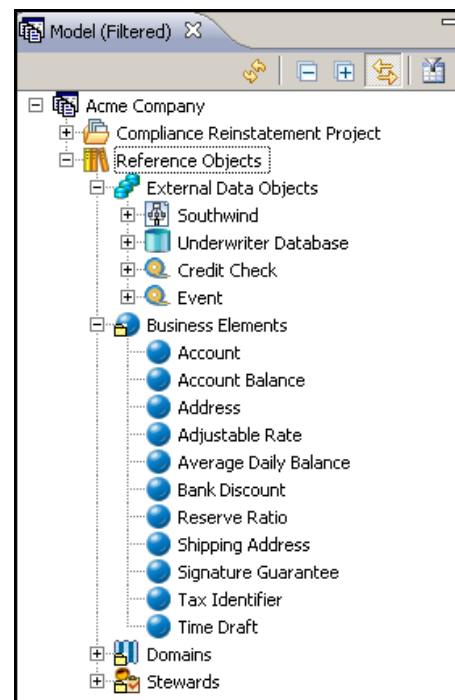 Model (Filtered)
Acme Company
Compliance Reinstatement Project
Reference Objects
External Data Objects
Southwind
Underwriter Database
Credit Check
Event
Business Elements
Account
Account Balance
Address
Adjustable Rate
Average Daily Balance
Bank Discount
Reserve Ratio
Shipping Address
Signature Guarantee
Tax Identifier
Time Draft
Domains
Stewards